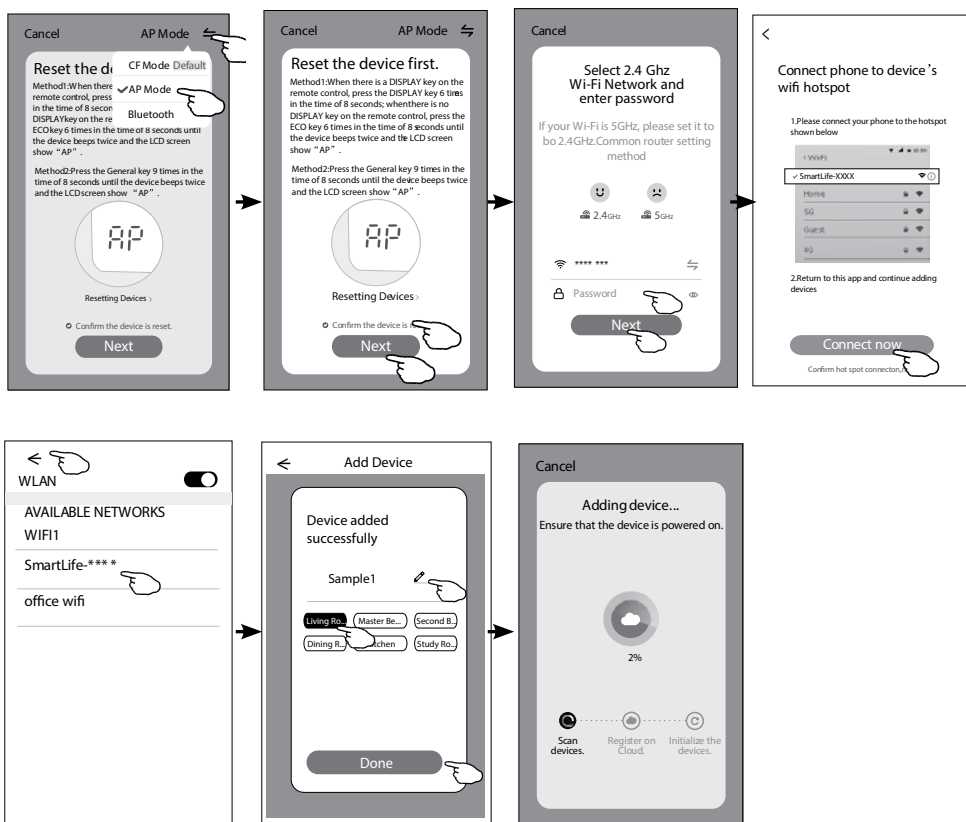 Cancel
AP Mode
Reset the d
CF Mode Default
AP Mode
Bluetooth
Method1:When there
remote control, press
in the time of 8 secon
DISPLAYkey on the re
ECO key 6 times in the time of 8 seconds until
the device beeps twice and the LCD screen
show “AP”.
Method2:Press the General key 9 times in the
time of 8 seconds until the device beeps twice
and the LCD screen show “AP”.
AP
Resetting Devices >
Confirm the device is reset.
Next
Cancel
AP Mode
Reset the device first.
Method1:When there is a DISPLAY key on the
remote control, press the DISPLAY key 6 times
in the time of 8 seconds; whenthere is no
DISPLAY key on the remote control, press the
ECO key 6 times in the time of 8 seconds until
the device beeps twice and the LCD screen
show “AP”.
Method2:Press the General key 9 times in the
time of 8 seconds until the device beeps twice
and the LCD screen show “AP”.
AP
Resetting Devices >
Confirm the device is re
Next
Cancel
Select 2.4 Ghz
Wi-Fi Network and
enter password
If your Wi-Fi is 5GHz, please set it to
bo 2.4GHz.Common router setting
method
2.4GHz
5GHz
**** ***
Password
Next
<
Connect phone to device’s
wifi hotspot
1.Please connect your phone to the hotspot
shown below
< Wi-Fi
SmartLife-XXXX
Home
5G
Guest
4G
2.Return to this app and continue adding
devices
Connect now
Confirm hot spot connecton,
WLAN
AVAILABLE NETWORKS
WIFI1
SmartLife-****
office wifi
Add Device
Device added
successfully
Sample1
Living Ro...
Master Be...
Second B...
Dining R...
tchen
Study Ro...
Done
Cancel
Adding device...
Ensure that the device is powered on.
2%
Scan
devices.
Register on
Cloud.
Initialize the
devices.